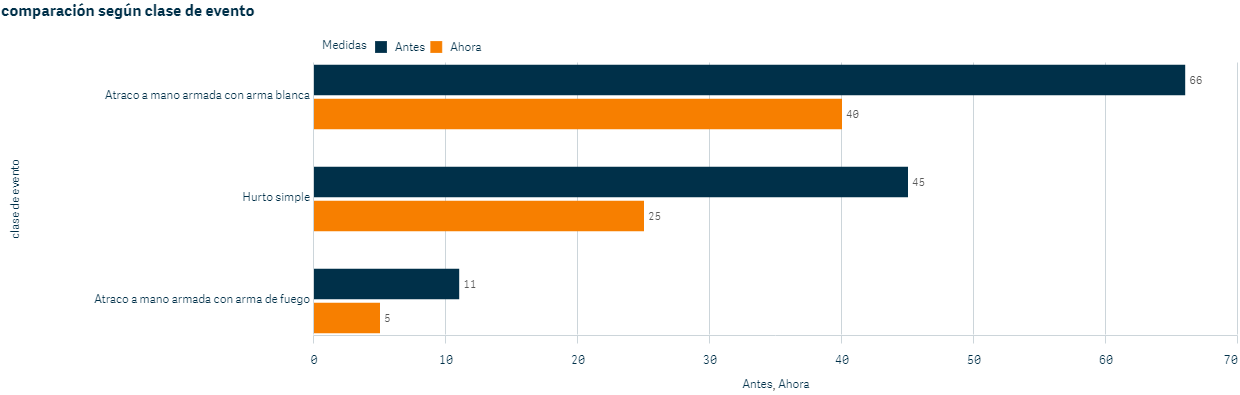 comparación según clase de evento
Medidas Antes Ahora
clase de evento
Atraco a mano armada con arma blanca
66
40
Hurto simple
45
25
Atraco a mano armada con arma de fuego
11
5
0 10 20 30 40 50 60 70
Antes, Ahora